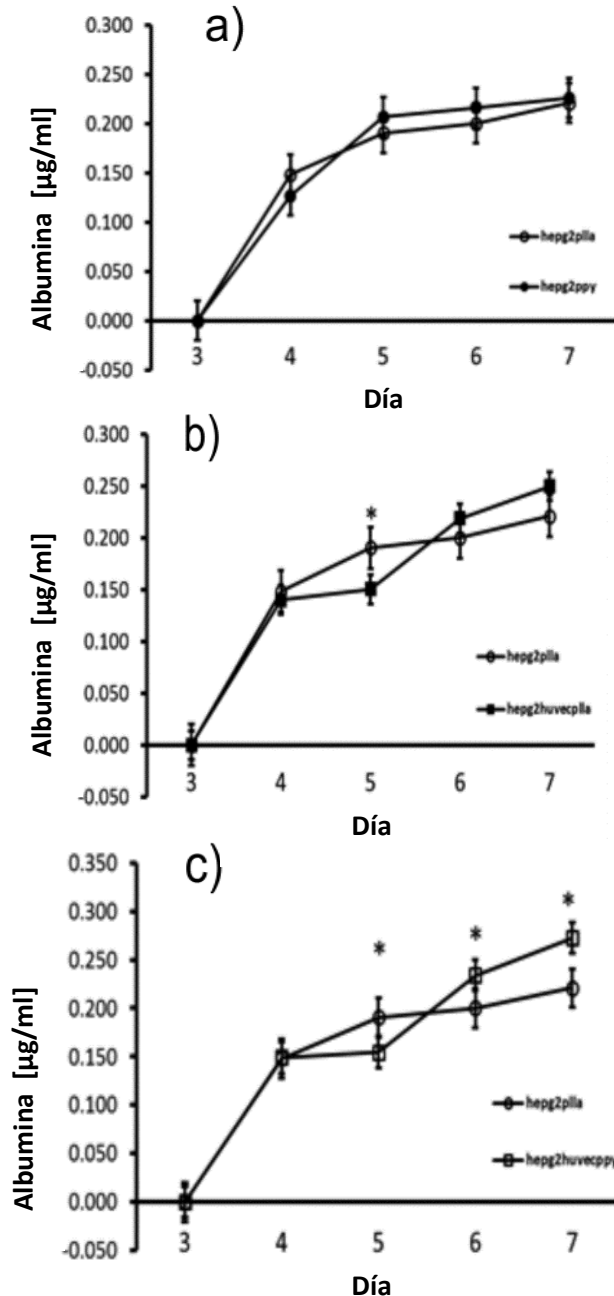 a)
Albumina [µg/ml]
0.300
0.250
0.200
0.150
0.100
0.050
0.000
-0.050
3 4 5 6 7
hepg2plla
hepg2ppy
Día
b)
Albumina [µg/ml]
0.300
0.250
0.200
0.150
0.100
0.050
0.000
-0.050
*
3 4 5 6 7
hepg2plla
hepg2huvecplla
Día
c)
Albumina [µg/ml]
0.350
0.300
0.250
0.200
0.150
0.100
0.050
0.000
-0.050
* * *
3 4 5 6 7
hepg2plla
hepg2huvecppy
Día